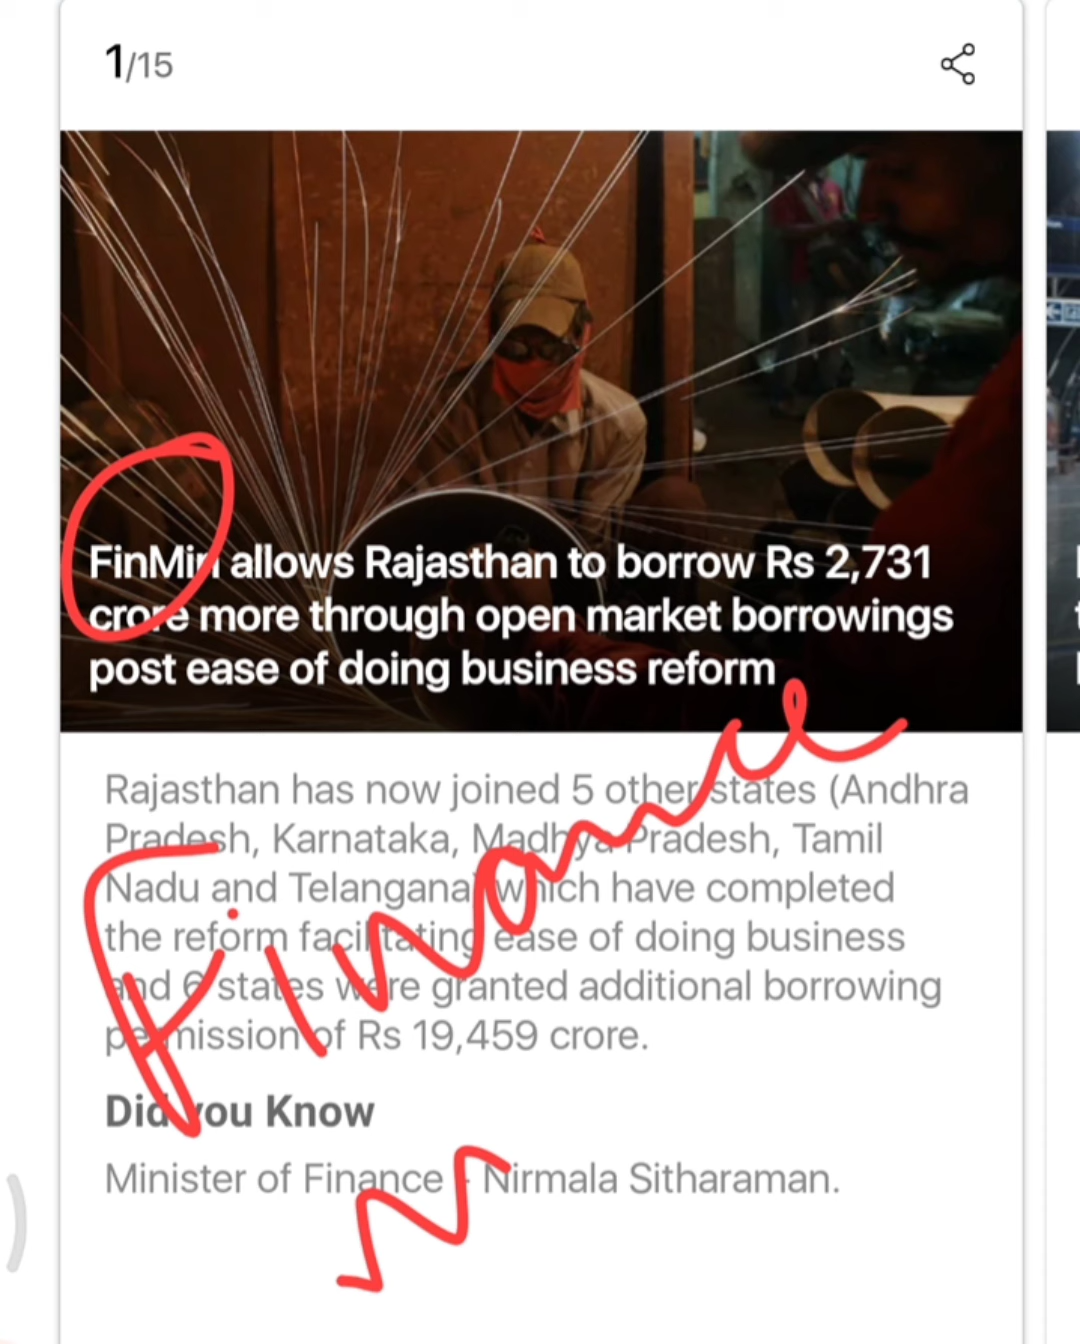 1/15
FinMin allows Rajasthan to borrow Rs 2,731
crore more through open market borrowings
post ease of doing business reform
Rajasthan has now joined 5 other states (Andhra
Pradesh, Karnataka, Madhya Pradesh, Tamil
Nadu and Telangana) which have completed
the reform facilitating ease of doing business
and 6 states were granted additional borrowing
permission of Rs 19,459 crore.
Finance
Did you Know
Minister of Finance - Nirmala Sitharaman.